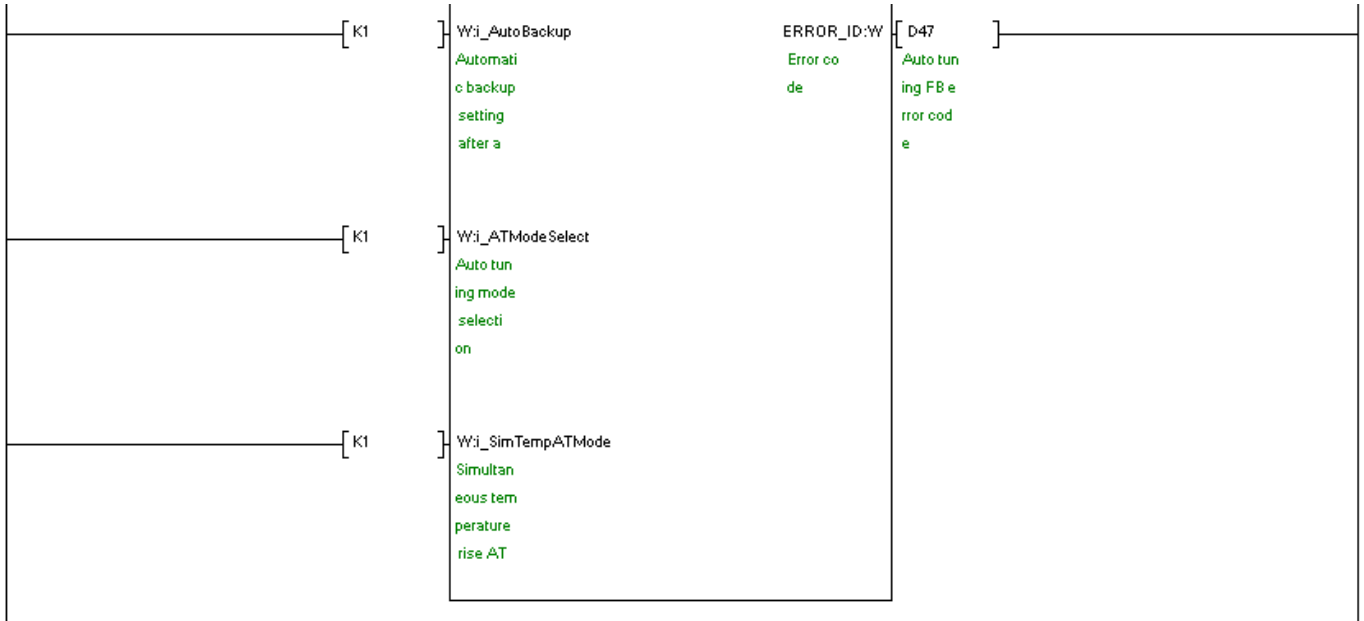 K1 W:i_AutoBackup ERROR_ID:W D47
Automati Error co Auto tun
c backup de ing FB e
setting rror cod
after a e
K1 W:i_ATModeSelect
Auto tun
ing mode
selecti
on
K1 W:i_SimTempATMode
Simultan
eous tem
perature
rise AT